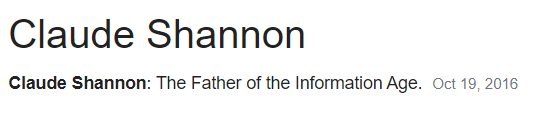 Claude Shannon
Claude Shannon: The Father of the Information Age. Oct 19, 2016